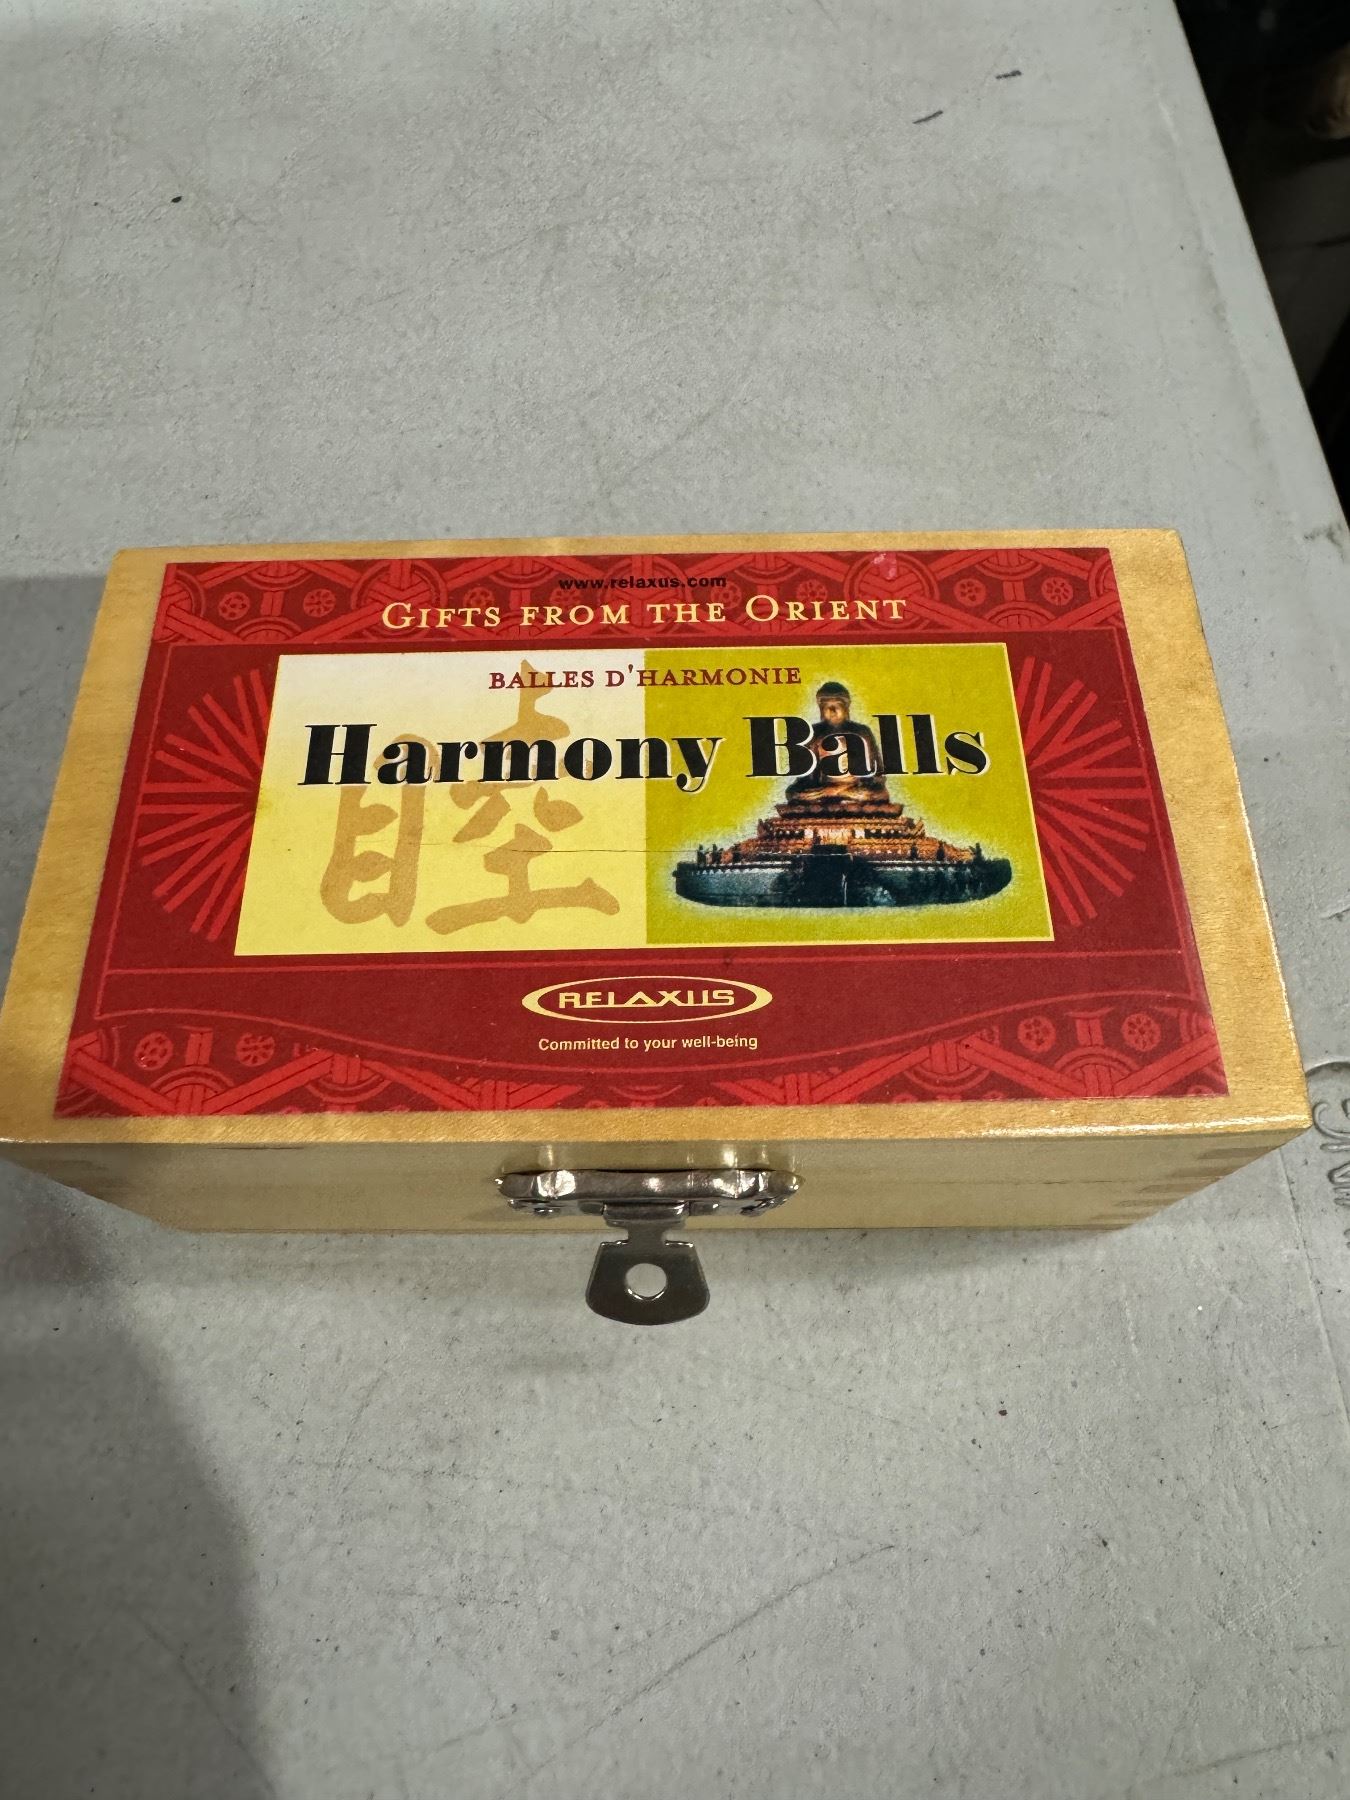 www.relaxus.com
GIFTS FROM THE ORIENT
BALLES D'HARMONIE
Harmony Balls
睦
RELAXUS
Committed to your well-being